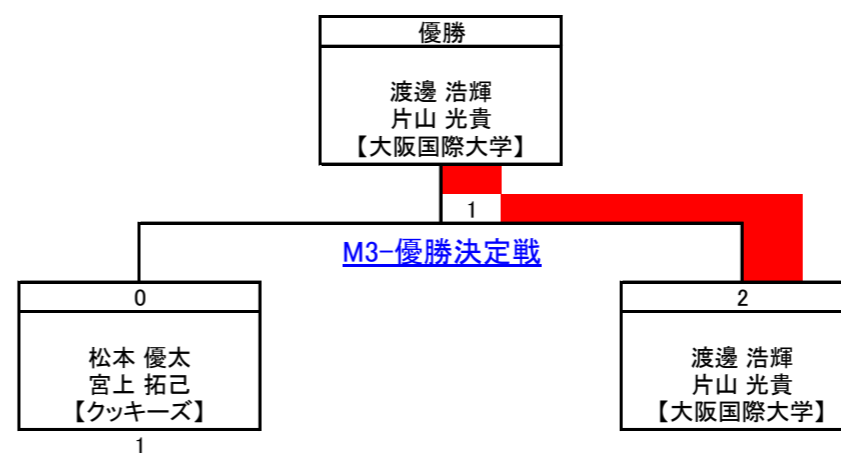 優勝
渡邊 浩輝
片山 光貴
【大阪国際大学】
1
M3-優勝決定戦
0
松本 優太
宮上 拓己
【クッキーズ】
1
2
渡邊 浩輝
片山 光貴
【大阪国際大学】